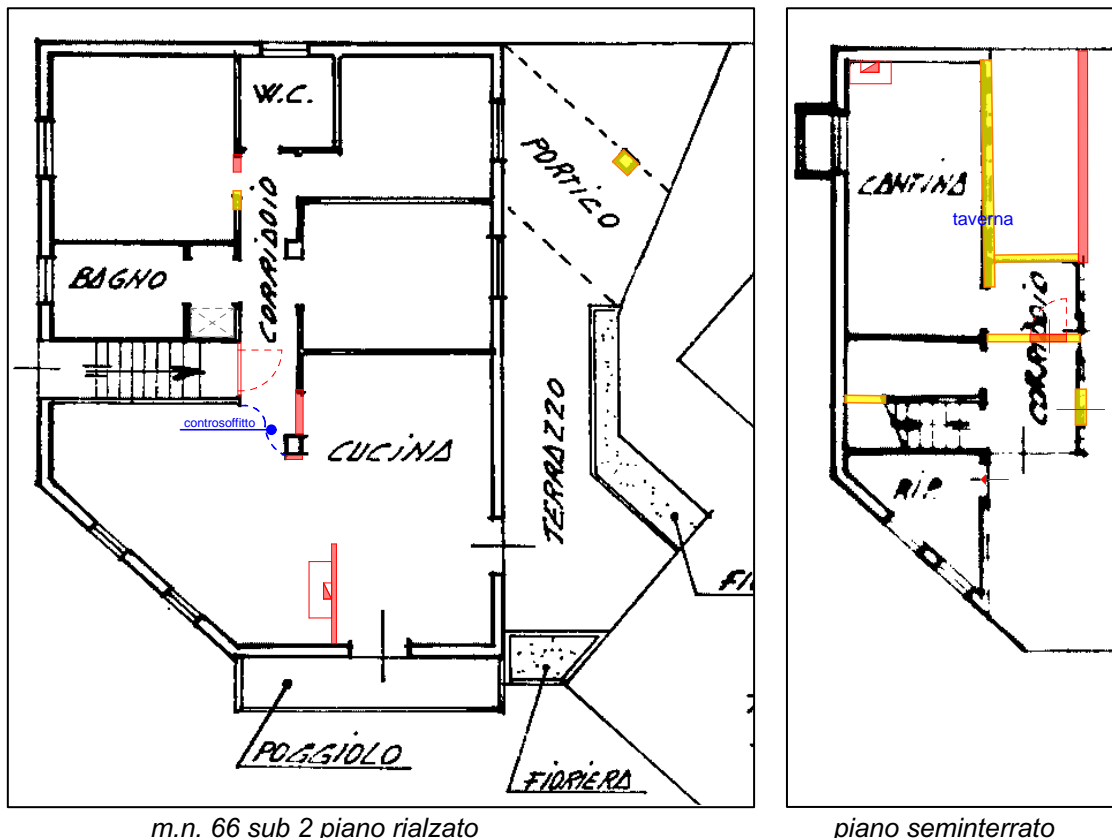 W.C.
PORTICO
CORRIDOIO
BAGNO
controsoffitto
CUCINA
TERRAZZO
POGGIOLO
FIORIERA
m.n. 66 sub 2 piano rialzato
CANTINA
taverna
CORRIDOIO
RIP.
piano seminterrato